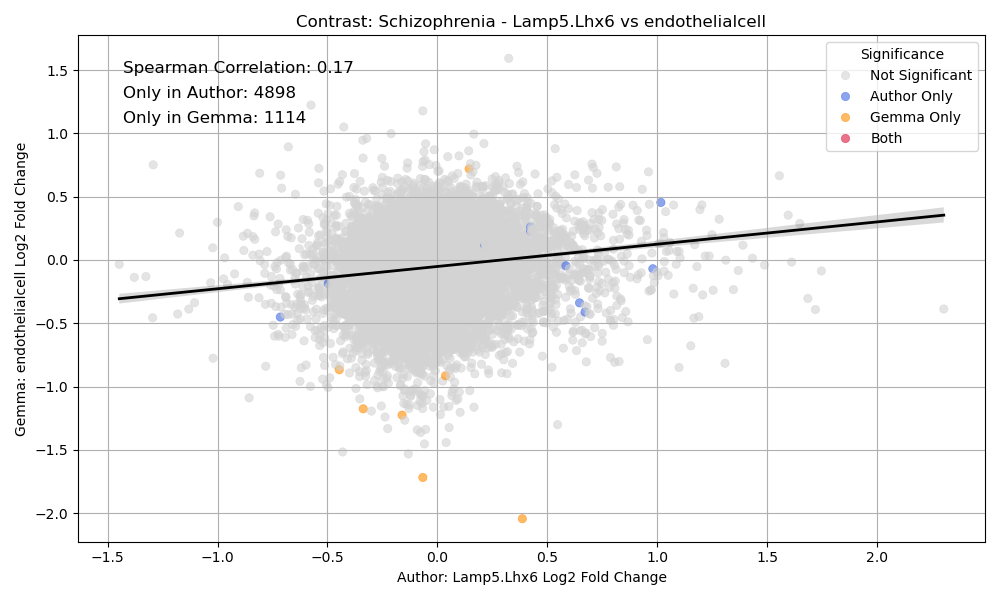 Contrast: Schizophrenia - Lamp5.Lhx6 vs endothelialcell
Spearman Correlation: 0.17
Only in Author: 4898
Only in Gemma: 1114
Significance
Not Significant
Author Only
Gemma Only
Both
Gemma: endothelialcell Log2 Fold Change
1.5
1.0
0.5
0.0
−0.5
−1.0
−1.5
−2.0
−1.5
−1.0
−0.5
0.0
0.5
1.0
1.5
2.0
Author: Lamp5.Lhx6 Log2 Fold Change